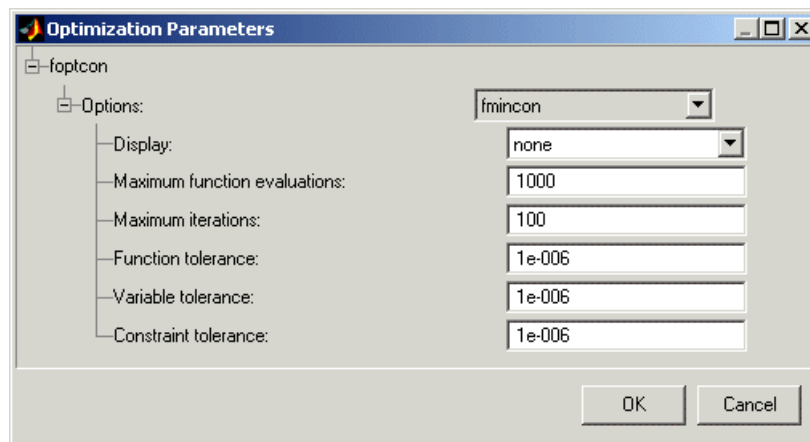 Optimization Parameters
foptcon
Options: fmincon
Display: none
Maximum function evaluations: 1000
Maximum iterations: 100
Function tolerance: 1e-006
Variable tolerance: 1e-006
Constraint tolerance: 1e-006
OK Cancel